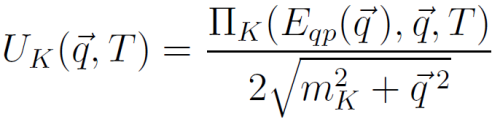 $U_K(\vec{q}, T) = \frac{\Pi_K(E_{qp}(\vec{q}\,), \vec{q}, T)}{2\sqrt{m_K^2 + \vec{q}^{\,2}}}$